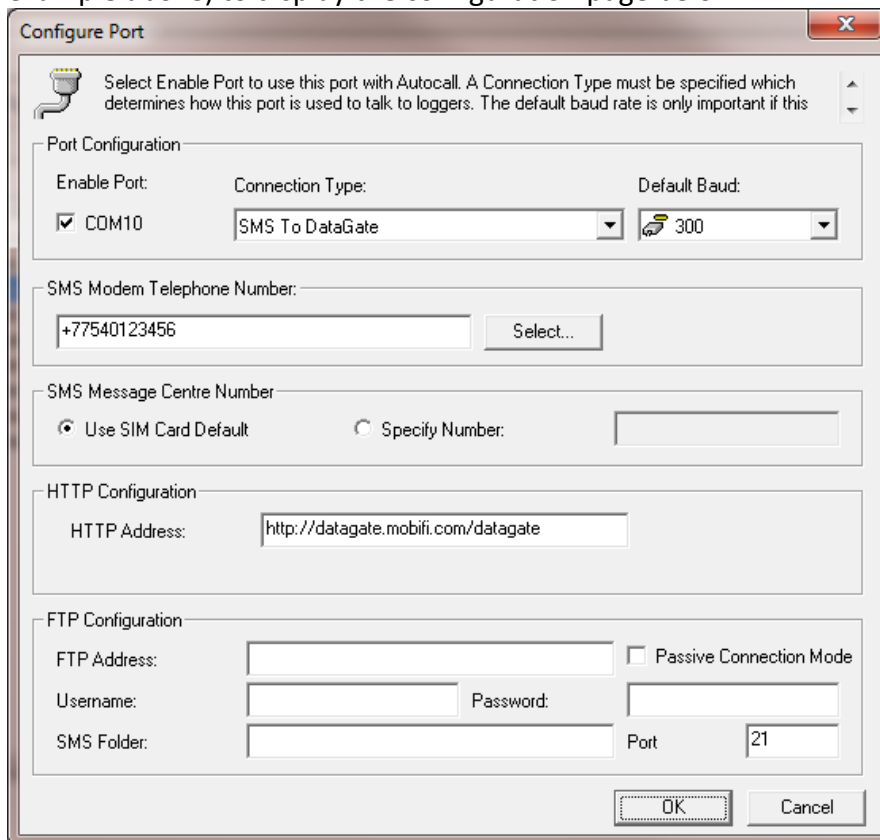 Configure Port
Select Enable Port to use this port with Autocall. A Connection Type must be specified which
determines how this port is used to talk to loggers. The default baud rate is only important if this
Port Configuration
Enable Port: Connection Type: Default Baud:
COM10 SMS To DataGate 300
SMS Modem Telephone Number:
+77540123456 Select...
SMS Message Centre Number
Use SIM Card Default Specify Number:
HTTP Configuration
HTTP Address: http://datagate.mobifi.com/datagate
FTP Configuration
FTP Address: Passive Connection Mode
Username: Password:
SMS Folder: Port 21
OK Cancel